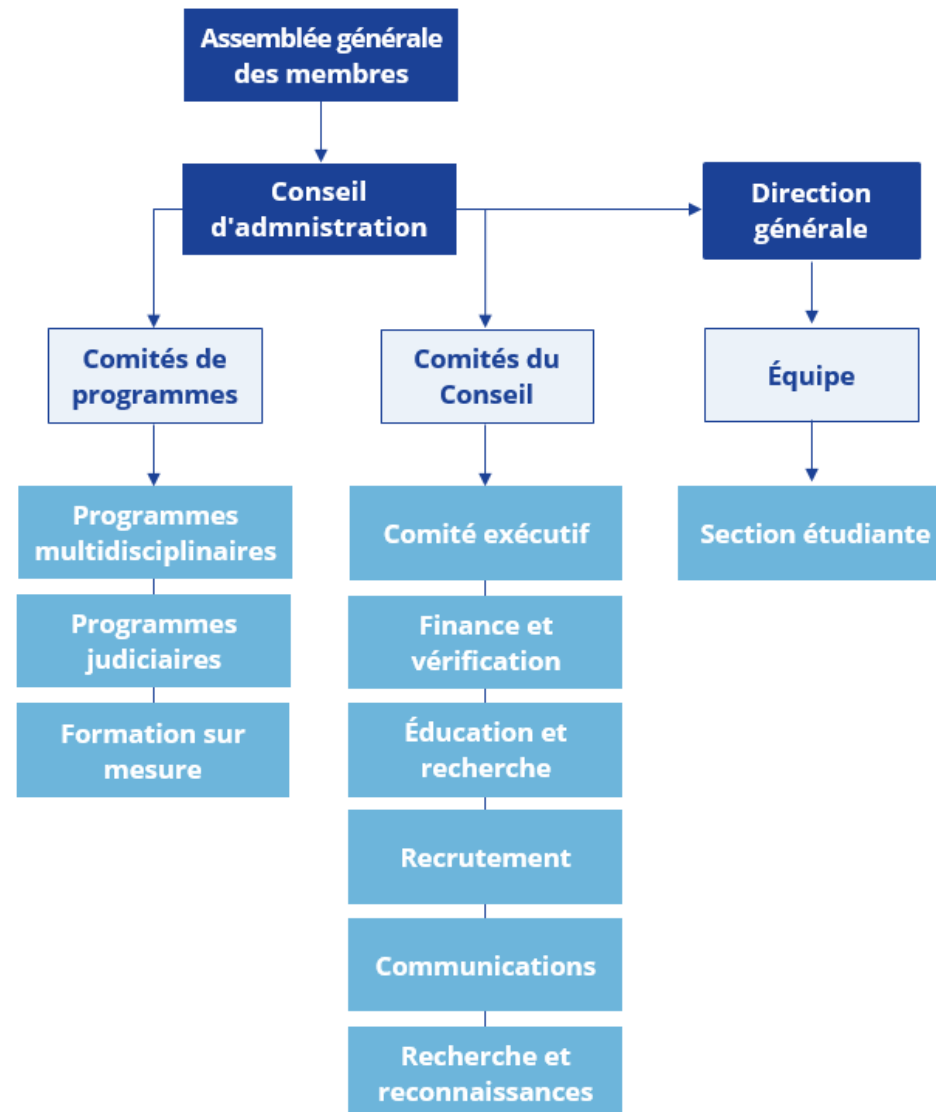 Assemblée générale
des membres
Conseil
d'admnistration
Direction
générale
Comités de
programmes
Comités du
Conseil
Équipe
Programmes
multidisciplinaires
Comité exécutif
Section étudiante
Programmes
judiciaires
Finance et
vérification
Formation sur
mesure
Éducation et
recherche
Recrutement
Communications
Recherche et
reconnaissances